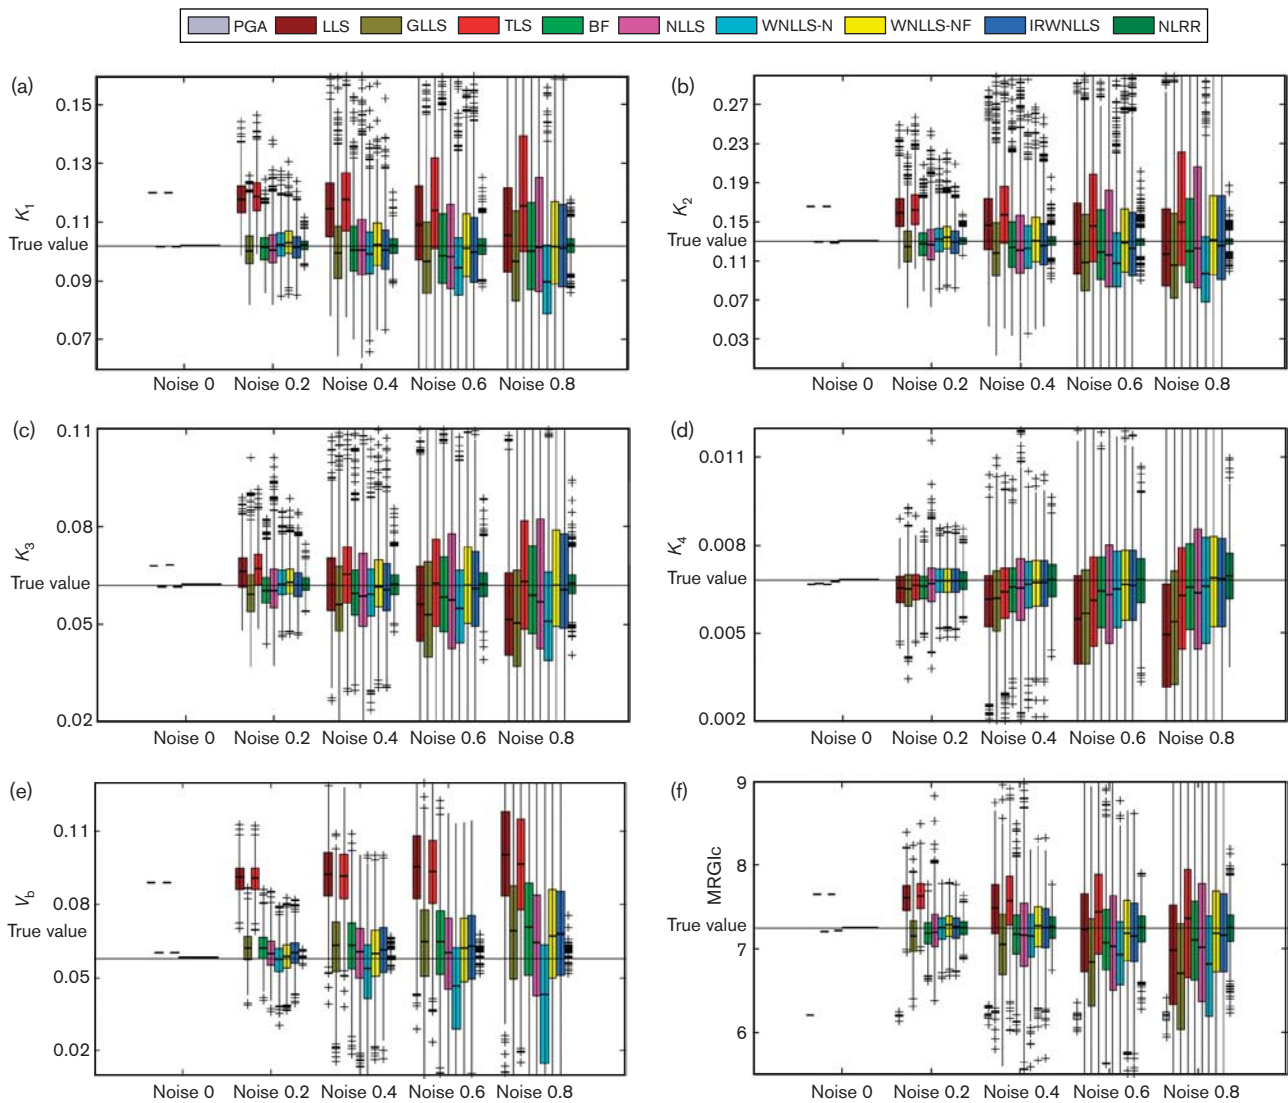 PGA LLS GLLS TLS BF NLLS WNLLS-N WNLLS-NF IRWNLLS NLRR
(a)
K1
0.15
0.13
0.11
True value
0.09
0.07
Noise 0 Noise 0.2 Noise 0.4 Noise 0.6 Noise 0.8
(b)
K2
0.27
0.23
0.19
0.15
True value
0.11
0.07
0.03
Noise 0 Noise 0.2 Noise 0.4 Noise 0.6 Noise 0.8
(c)
K3
0.11
0.08
True value
0.05
0.02
Noise 0 Noise 0.2 Noise 0.4 Noise 0.6 Noise 0.8
(d)
K4
0.011
0.008
True value
0.005
0.002
Noise 0 Noise 0.2 Noise 0.4 Noise 0.6 Noise 0.8
(e)
Vb
0.11
0.08
True value
0.05
0.02
Noise 0 Noise 0.2 Noise 0.4 Noise 0.6 Noise 0.8
(f)
MRGlc
9
8
True value
7
6
Noise 0 Noise 0.2 Noise 0.4 Noise 0.6 Noise 0.8